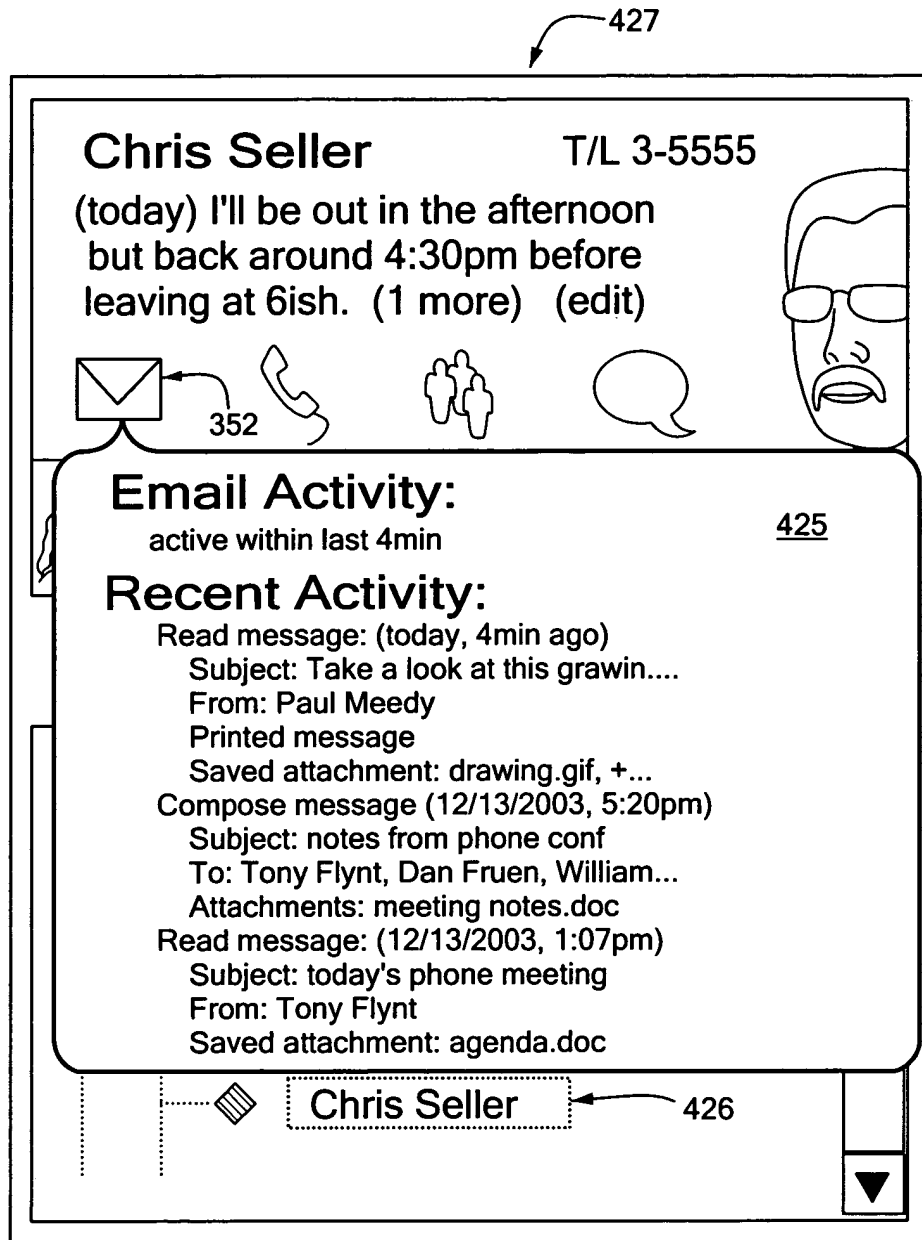 427
Chris Seller T/L 3-5555
(today) I'll be out in the afternoon
but back around 4:30pm before
leaving at 6ish. (1 more) (edit)
352
Email Activity:
425
active within last 4min
Recent Activity:
Read message: (today, 4min ago)
Subject: Take a look at this grawin....
From: Paul Meedy
Printed message
Saved attachment: drawing.gif, +...
Compose message (12/13/2003, 5:20pm)
Subject: notes from phone conf
To: Tony Flynt, Dan Fruen, William...
Attachments: meeting notes.doc
Read message: (12/13/2003, 1:07pm)
Subject: today's phone meeting
From: Tony Flynt
Saved attachment: agenda.doc
Chris Seller 426